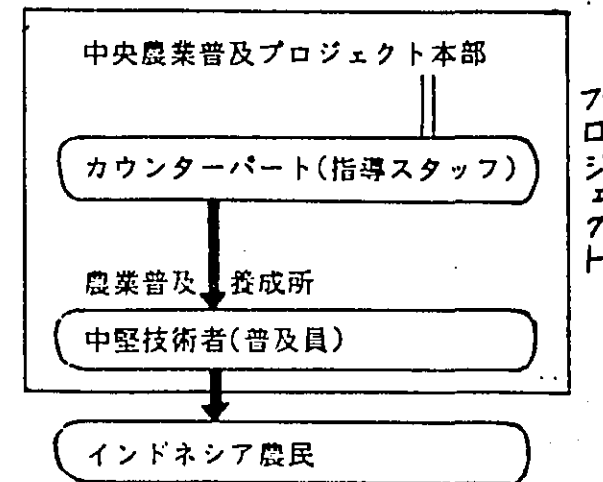 中央農業普及プロジェクト本部
カウンターパート(指導スタッフ)
農業普及 養成所
中堅技術者(普及員)
インドネシア農民
プロジェクト